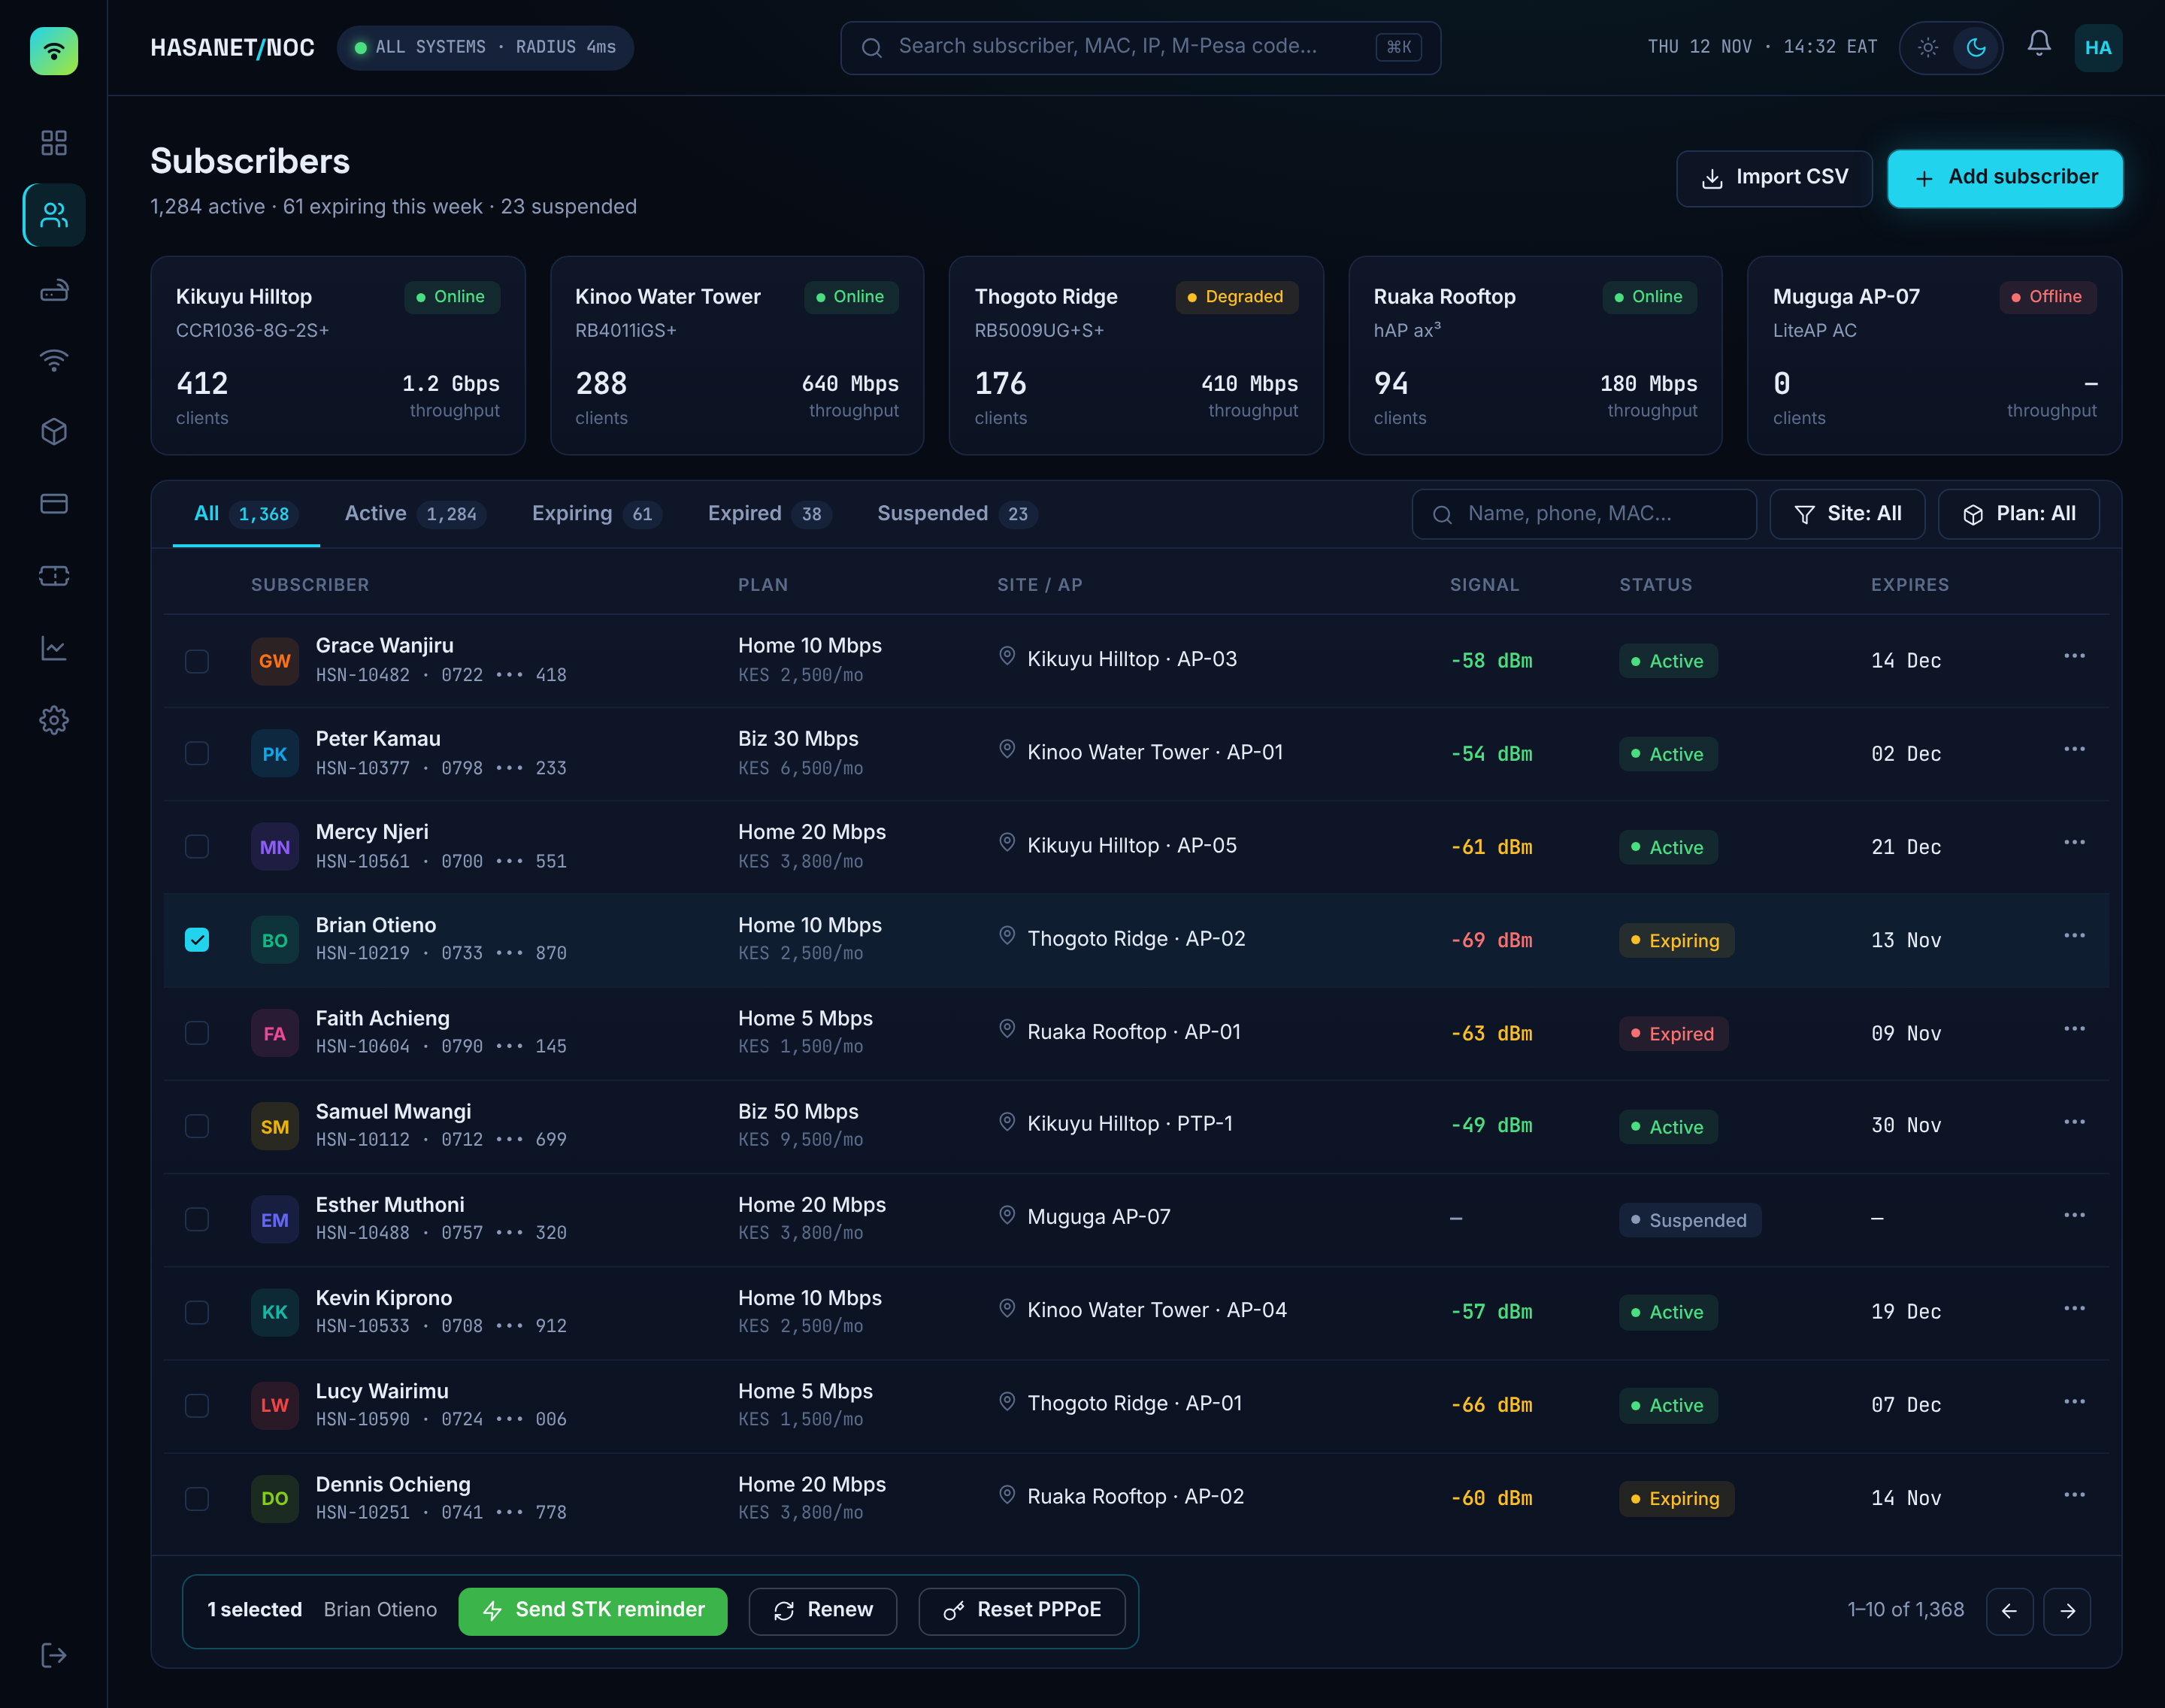 HASANET/NOC
ALL SYSTEMS · RADIUS 4ms
Search subscriber, MAC, IP, M-Pesa code...
⌘K
THU 12 NOV · 14:32 EAT
HA
Subscribers
1,284 active · 61 expiring this week · 23 suspended
Import CSV
Add subscriber
Kikuyu Hilltop
Online
CCR1036-8G-2S+
412
1.2 Gbps
clients
throughput
Kinoo Water Tower
Online
RB4011iGS+
288
640 Mbps
clients
throughput
Thogoto Ridge
Degraded
RB5009UG+S+
176
410 Mbps
clients
throughput
Ruaka Rooftop
Online
hAP ax³
94
180 Mbps
clients
throughput
Muguga AP-07
Offline
LiteAP AC
0
—
clients
throughput
All 1,368
Active 1,284
Expiring 61
Expired 38
Suspended 23
Name, phone, MAC...
Site: All
Plan: All
SUBSCRIBER PLAN SITE / AP SIGNAL STATUS EXPIRES
GW Grace Wanjiru Home 10 Mbps Kikuyu Hilltop · AP-03 -58 dBm Active 14 Dec
HSN-10482 · 0722 ••• 418 KES 2,500/mo
PK Peter Kamau Biz 30 Mbps Kinoo Water Tower · AP-01 -54 dBm Active 02 Dec
HSN-10377 · 0798 ••• 233 KES 6,500/mo
MN Mercy Njeri Home 20 Mbps Kikuyu Hilltop · AP-05 -61 dBm Active 21 Dec
HSN-10561 · 0700 ••• 551 KES 3,800/mo
BO Brian Otieno Home 10 Mbps Thogoto Ridge · AP-02 -69 dBm Expiring 13 Nov
HSN-10219 · 0733 ••• 870 KES 2,500/mo
FA Faith Achieng Home 5 Mbps Ruaka Rooftop · AP-01 -63 dBm Expired 09 Nov
HSN-10604 · 0790 ••• 145 KES 1,500/mo
SM Samuel Mwangi Biz 50 Mbps Kikuyu Hilltop · PTP-1 -49 dBm Active 30 Nov
HSN-10112 · 0712 ••• 699 KES 9,500/mo
EM Esther Muthoni Home 20 Mbps Muguga AP-07 — Suspended —
HSN-10488 · 0757 ••• 320 KES 3,800/mo
KK Kevin Kiprono Home 10 Mbps Kinoo Water Tower · AP-04 -57 dBm Active 19 Dec
HSN-10533 · 0708 ••• 912 KES 2,500/mo
LW Lucy Wairimu Home 5 Mbps Thogoto Ridge · AP-01 -66 dBm Active 07 Dec
HSN-10590 · 0724 ••• 006 KES 1,500/mo
DO Dennis Ochieng Home 20 Mbps Ruaka Rooftop · AP-02 -60 dBm Expiring 14 Nov
HSN-10251 · 0741 ••• 778 KES 3,800/mo
1 selected Brian Otieno Send STK reminder Renew Reset PPPoE 1–10 of 1,368